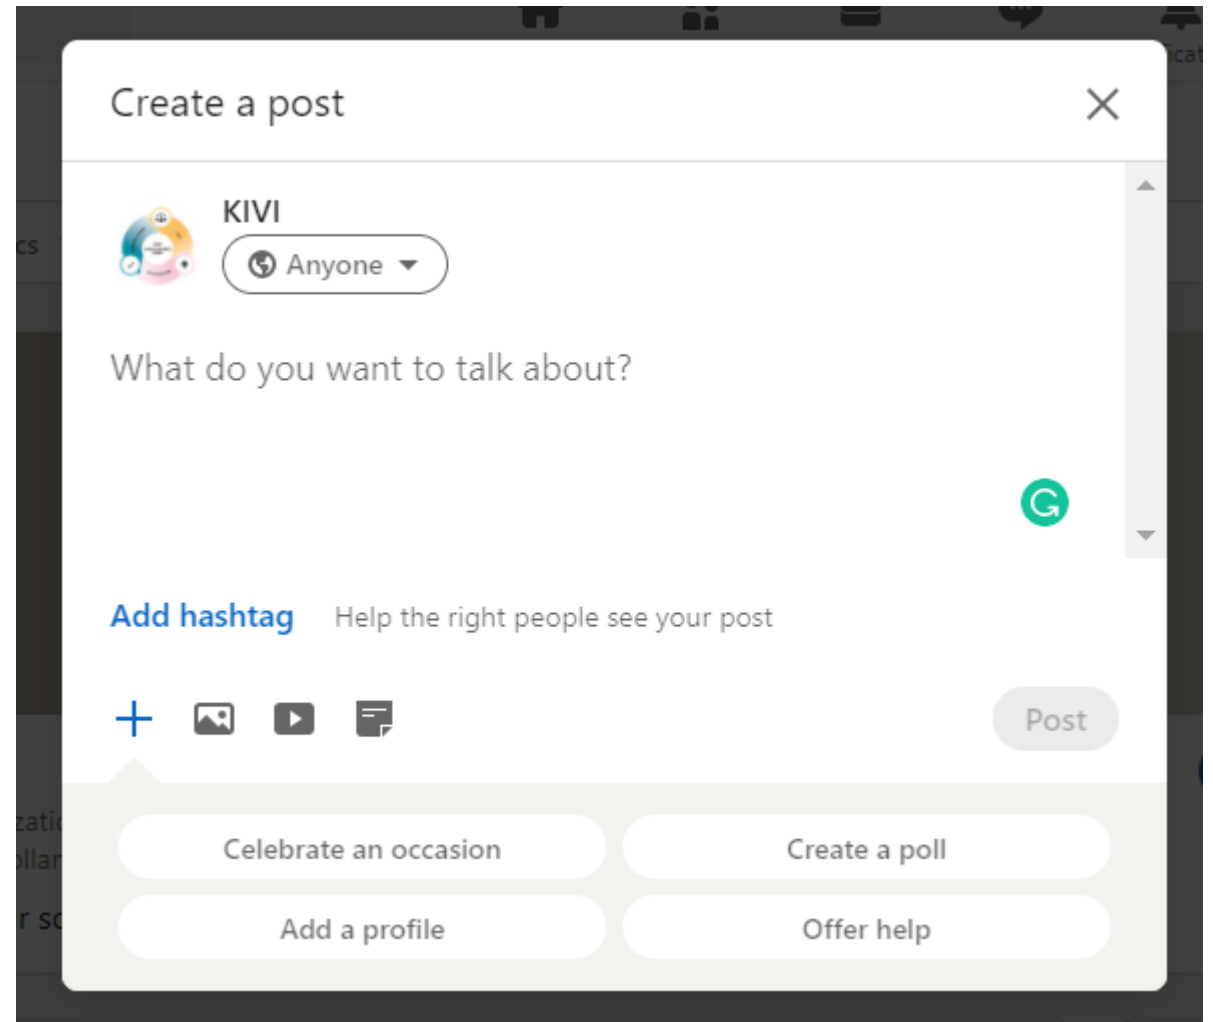 Create a post
KIVI
Anyone
What do you want to talk about?
Add hashtag Help the right people see your post
Post
Celebrate an occasion
Create a poll
Add a profile
Offer help